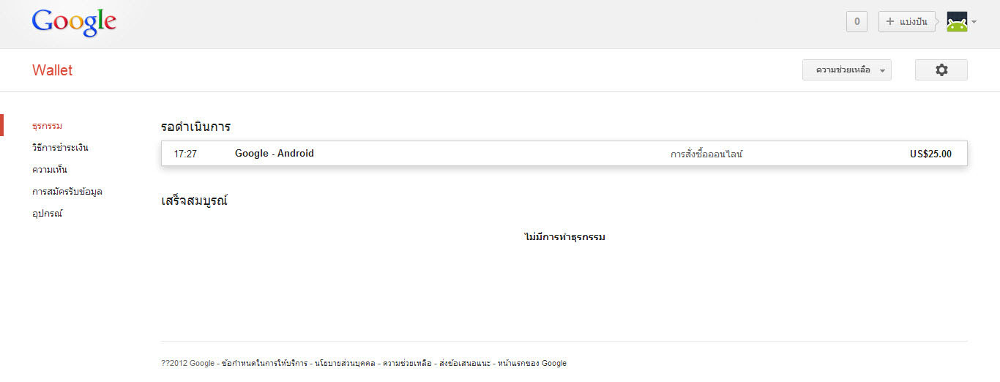 Google
0
+ แบ่งปัน
Wallet
ความช่วยเหลือ
ธุรกรรม
วิธีการชำระเงิน
ความเห็น
การสมัครรับข้อมูล
อุปกรณ์
รอดำเนินการ
17:27 Google - Android การสั่งซื้อออนไลน์ US$25.00
เสร็จสมบูรณ์
ไม่มีการทำธุรกรรม
??2012 Google - ข้อกำหนดในการให้บริการ - นโยบายส่วนบุคคล - ความช่วยเหลือ - ส่งข้อเสนอแนะ - หน้าแรกของ Google